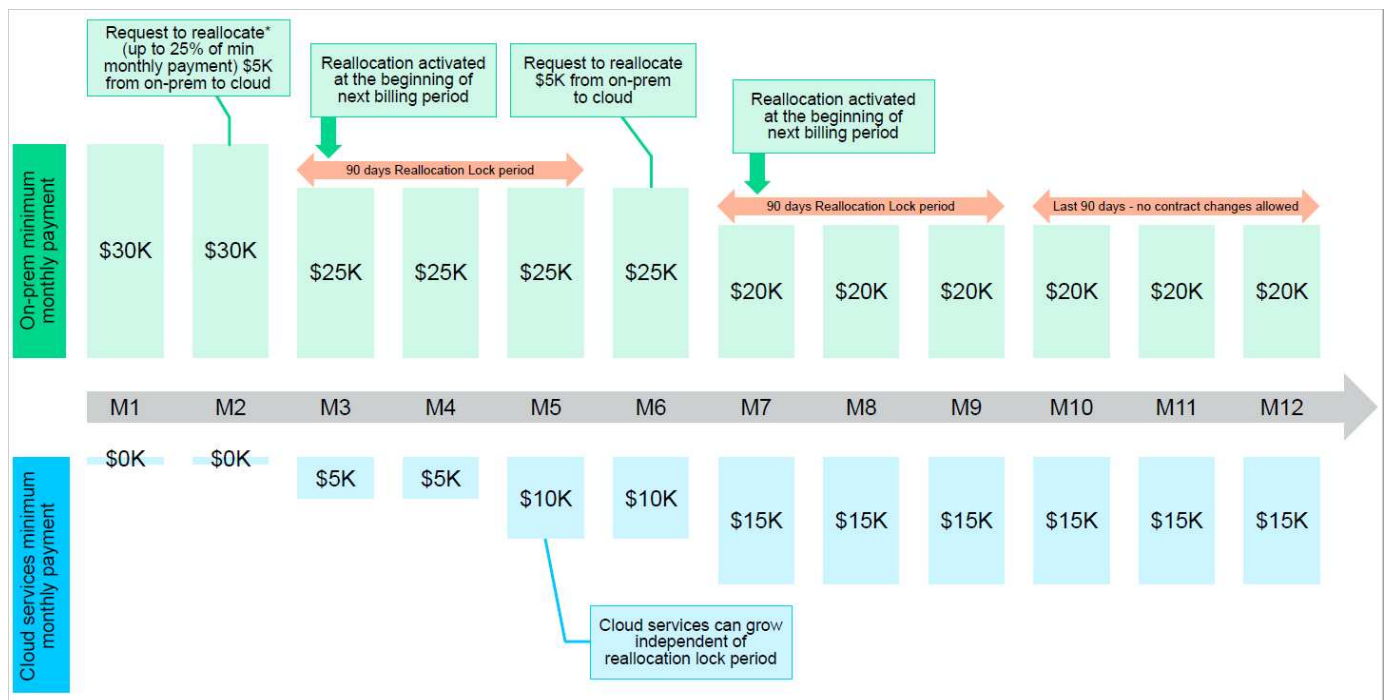 Request to reallocate*
(up to 25% of min
monthly payment) $5K
from on-prem to cloud
Reallocation activated
at the beginning of
next billing period
Request to reallocate
$5K from on-prem
to cloud
Reallocation activated
at the beginning of
next billing period
On-prem minimum
monthly payment
90 days Reallocation Lock period
90 days Reallocation Lock period
Last 90 days - no contract changes allowed
$30K $30K $25K $25K $25K $25K $20K $20K $20K $20K $20K $20K
M1 M2 M3 M4 M5 M6 M7 M8 M9 M10 M11 M12
Cloud services minimum
monthly payment
$0K $0K $5K $5K $10K $10K $15K $15K $15K $15K $15K $15K
Cloud services can grow
independent of
reallocation lock period